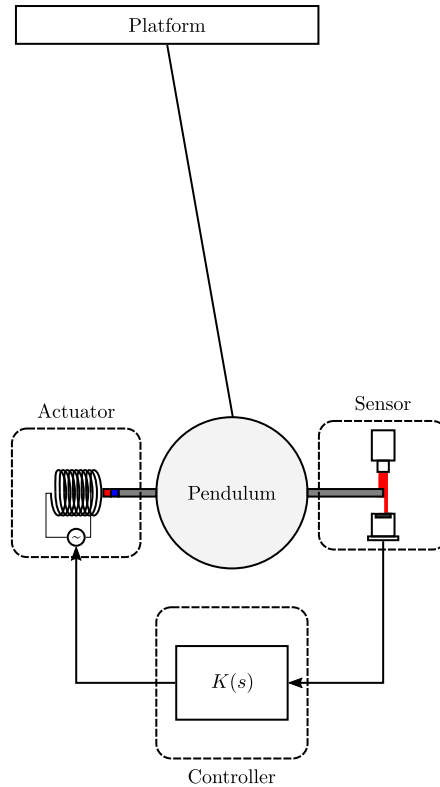 Platform
Actuator
Sensor
Pendulum
~
K(s)
Controller